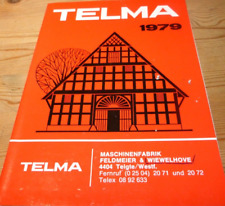 TELMA
1979
TELMA
MASCHINENFABRIK
FELDMEIER & WIEWELHOVE
4404 Telgte/Westf.
Fernruf (0 25 04) 20 71 und 20 72
Telex 08 92 633